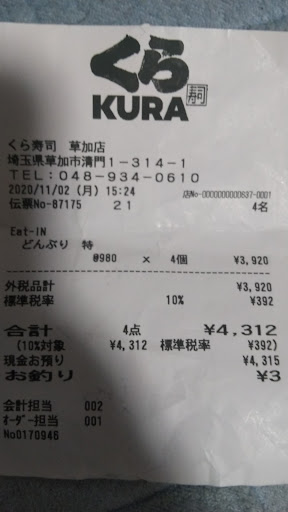 くら
寿司
KURA
くら寿司 草加店
埼玉県草加市清門1-314-1
TEL:048-934-0610
2020/11/02 (月) 15:24 店No-0000000000637-0001
伝票No-87175 21 4名
Eat-IN
どんぶり 特
@980 × 4個 ¥3,920
外税品計 ¥3,920
標準税率 10% ¥392
合計 4点 ¥4,312
(10%対象 ¥4,312 標準税率 ¥392)
現金お預り ¥4,315
お釣り ¥3
会計担当 002
オーダー担当 001
No0170946